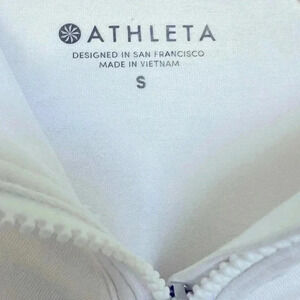 ATHLETA
DESIGNED IN SAN FRANCISCO
MADE IN VIETNAM
S